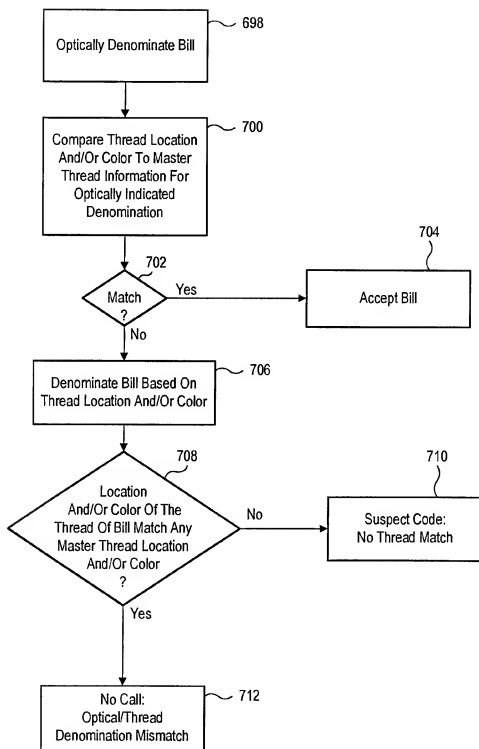 698
Optically Denominate Bill
700
Compare Thread Location
And/Or Color To Master
Thread Information For
Optically Indicated
Denomination
702
704
Match
?
Yes
Accept Bill
No
706
Denominate Bill Based On
Thread Location And/Or Color
708
710
Location
And/Or Color Of The
Thread Of Bill Match Any
Master Thread Location
And/Or Color
?
No
Suspect Code:
No Thread Match
Yes
712
No Call:
Optical/Thread
Denomination Mismatch